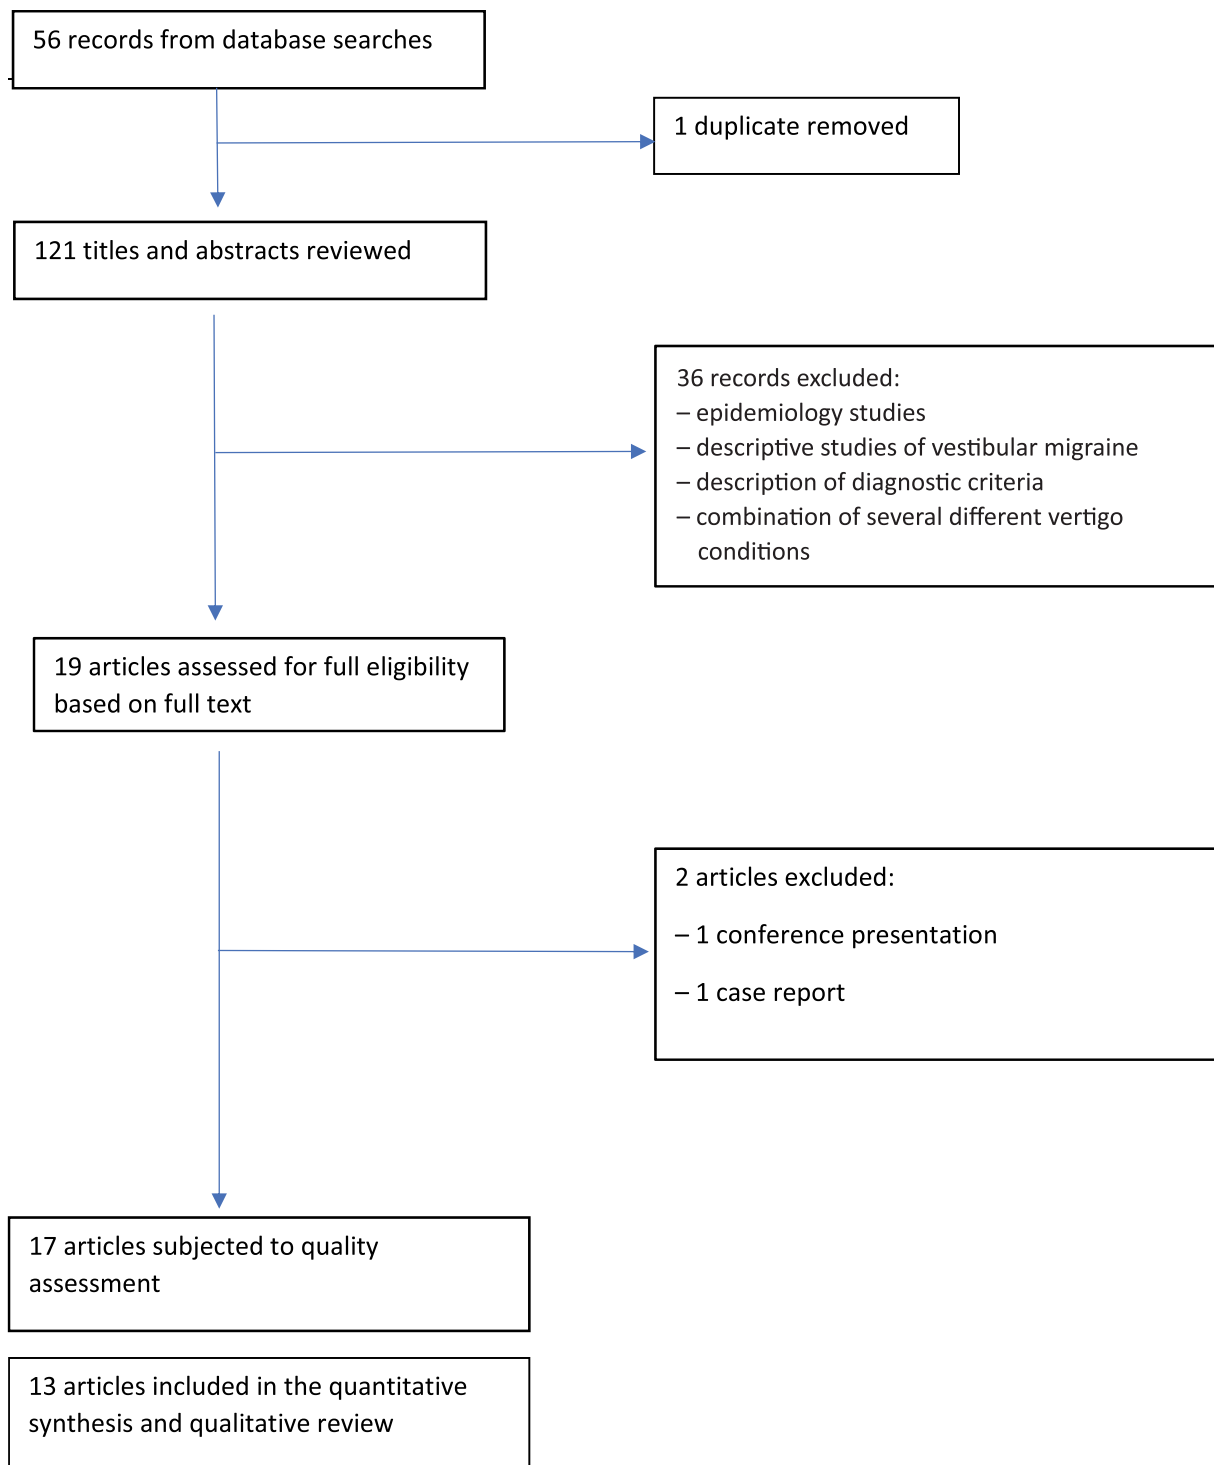 56 records from database searches
1 duplicate removed
121 titles and abstracts reviewed
36 records excluded:
– epidemiology studies
– descriptive studies of vestibular migraine
– description of diagnostic criteria
– combination of several different vertigo
conditions
19 articles assessed for full eligibility
based on full text
2 articles excluded:
– 1 conference presentation
– 1 case report
17 articles subjected to quality
assessment
13 articles included in the quantitative
synthesis and qualitative review